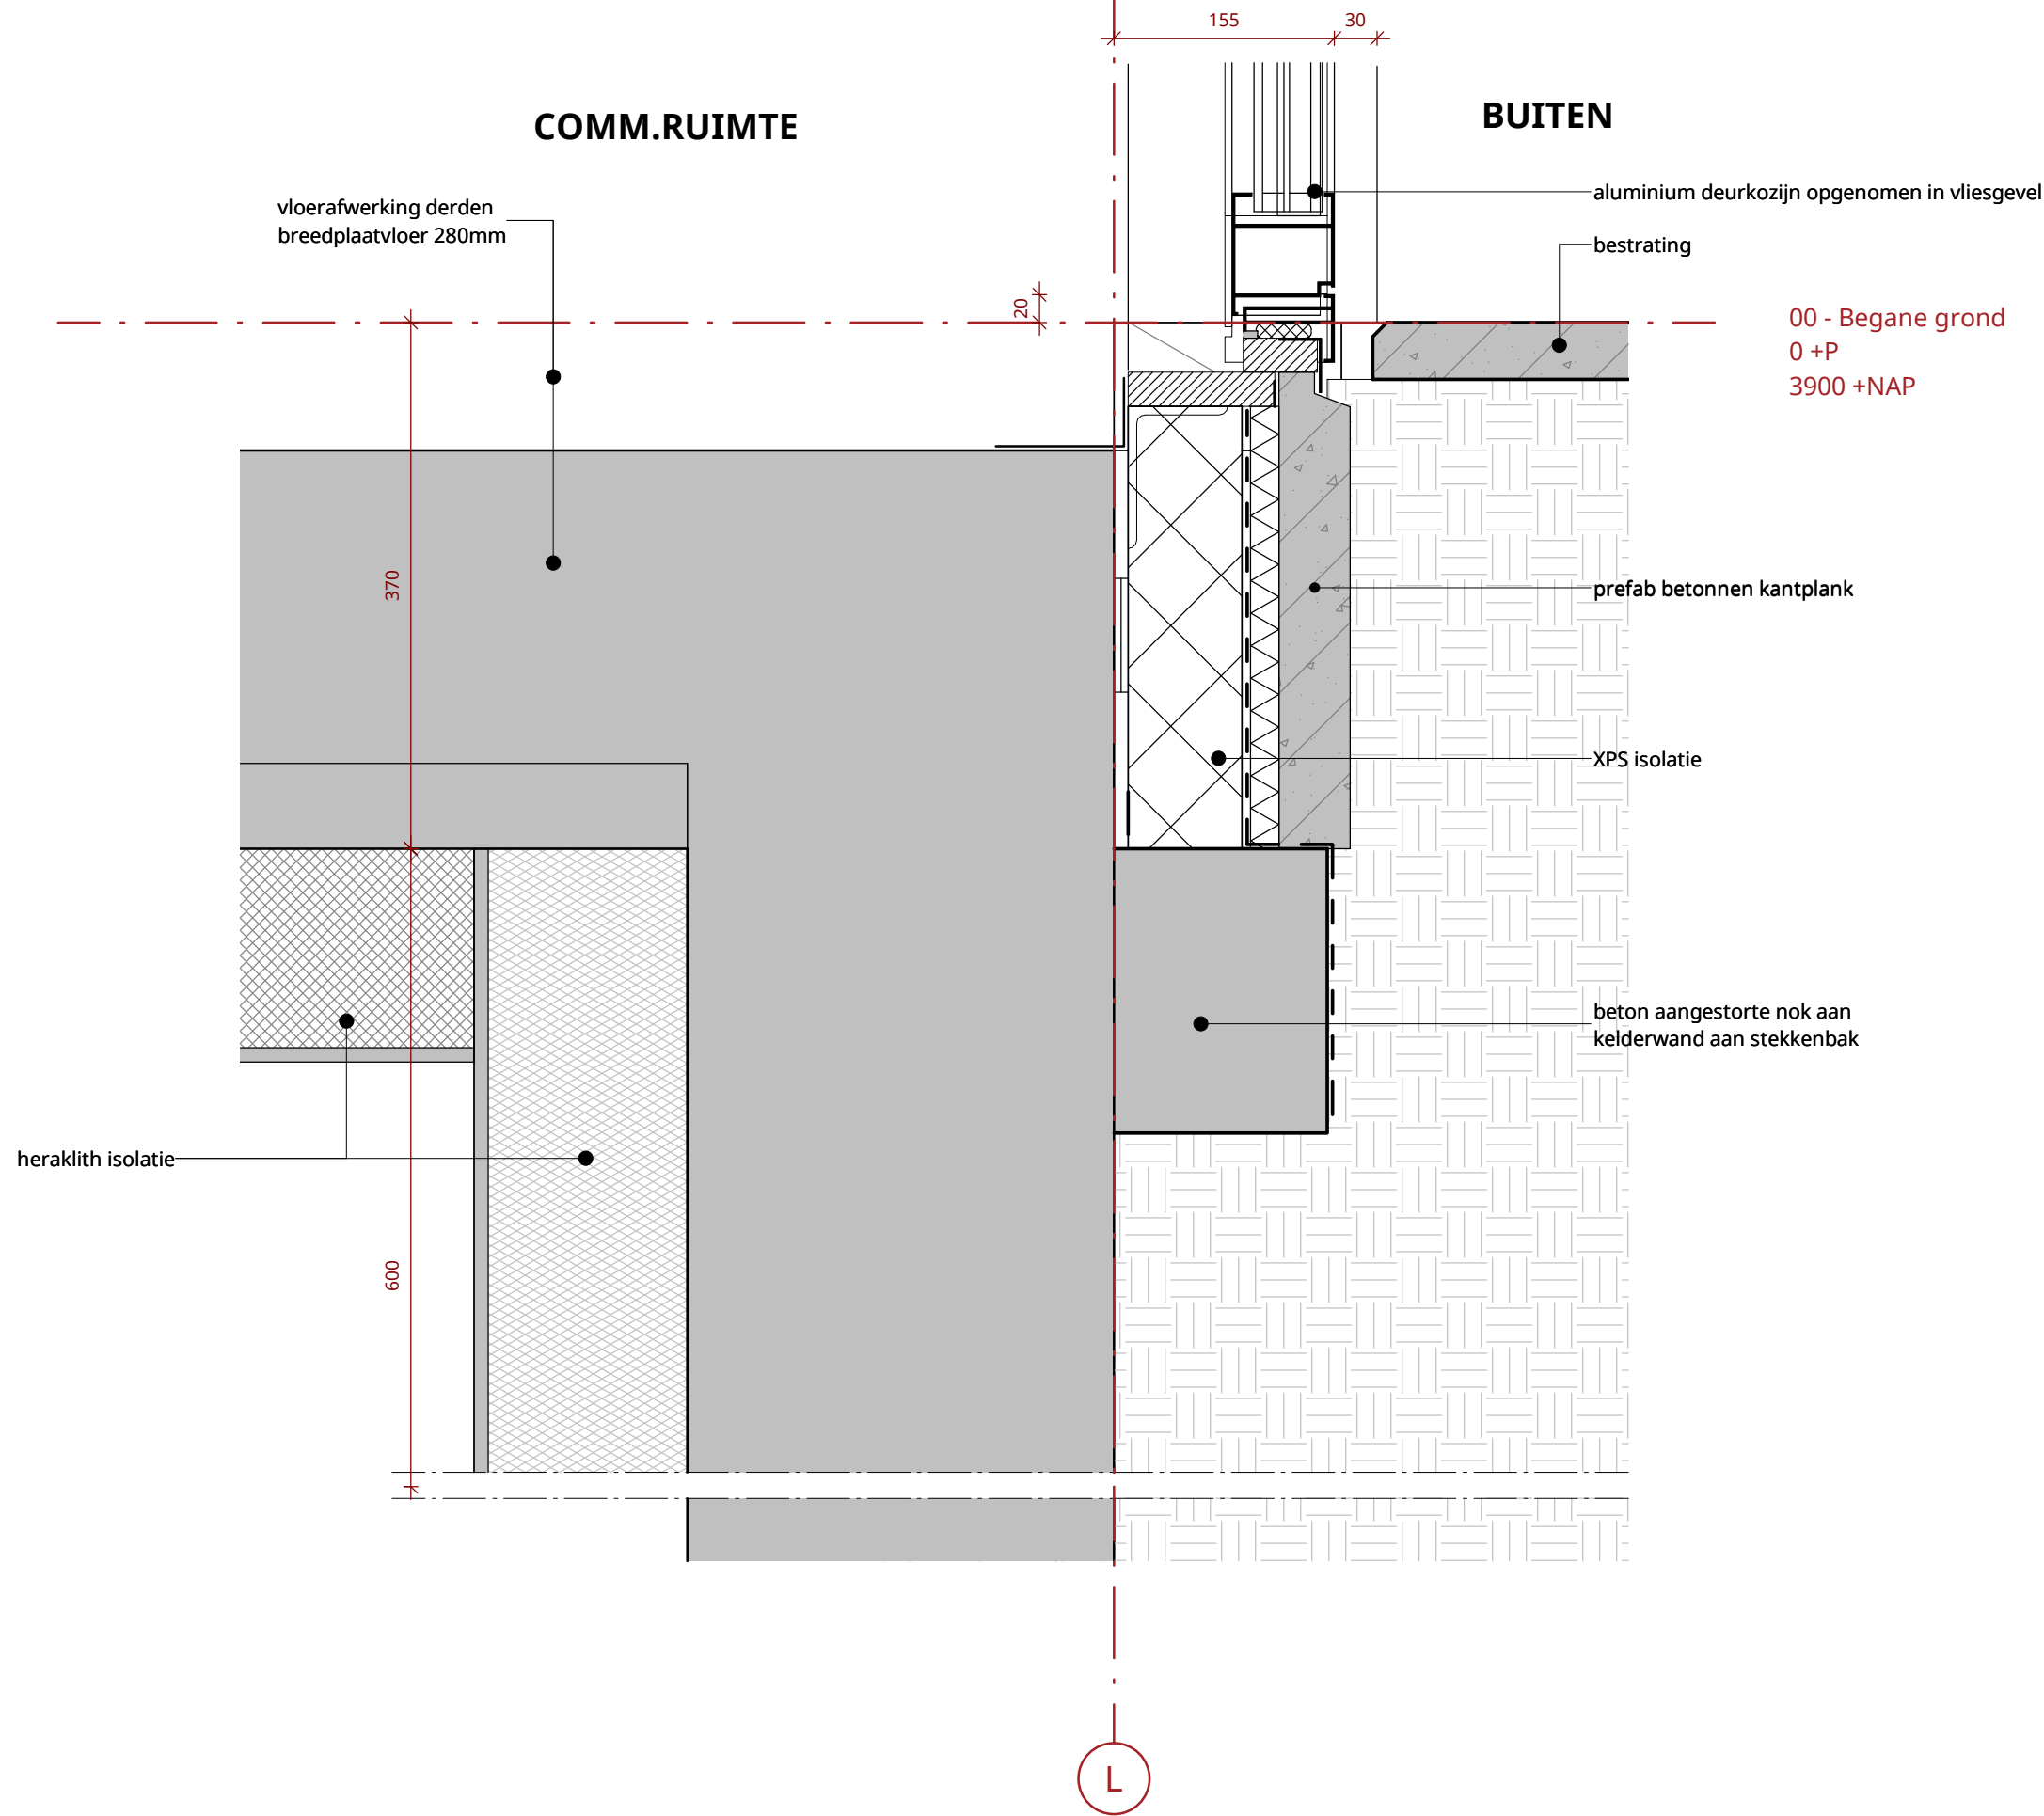 155
30
COMM.RUIMTE
BUITEN
vloerafwerking derden
breedplaatvloer 280mm
aluminium deurkozijn opgenomen in vliesgevel
bestrating
20
00 - Begane grond
0 +P
3900 +NAP
370
prefab betonnen kantplank
XPS isolatie
beton aangestorte nok aan
kelderwand aan stekkenbak
heraklith isolatie
600
L